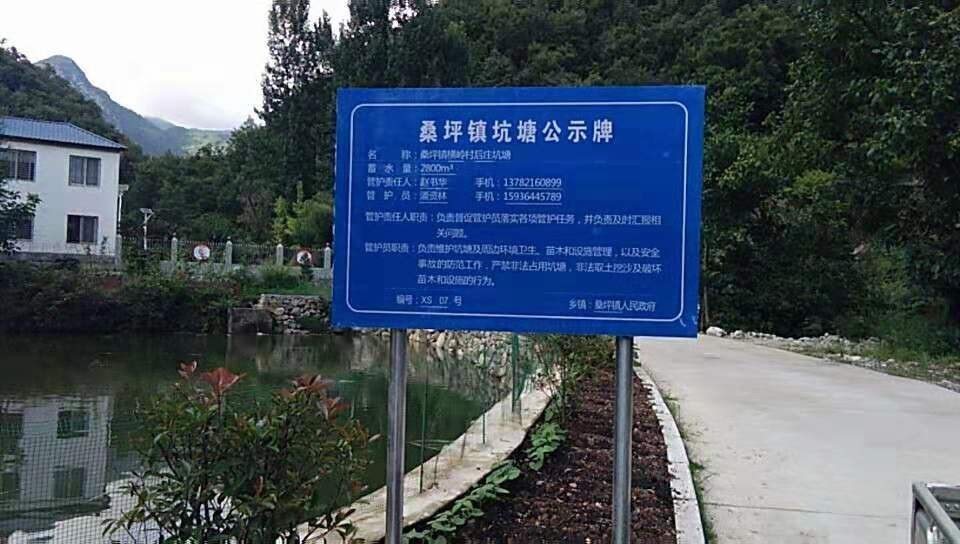 桑坪镇坑塘公示牌
名 称：桑坪镇横岭村后庄坑塘
蓄 水 量：2800m³
管护责任人：赵书华 手机：13782160899
管 护 员：潘资林 手机：15936445789
管护责任人职责：负责督促管护员落实各项管护任务，并负责及时汇报相
关问题。
管护员职责：负责维护坑塘及周边环境卫生、苗木和设施管理，以及安全
事故的防范工作，严禁非法占用坑塘，非法取土挖沙及破坏
苗木和设施的行为。
编号：XS 07 号 乡镇：桑坪镇人民政府